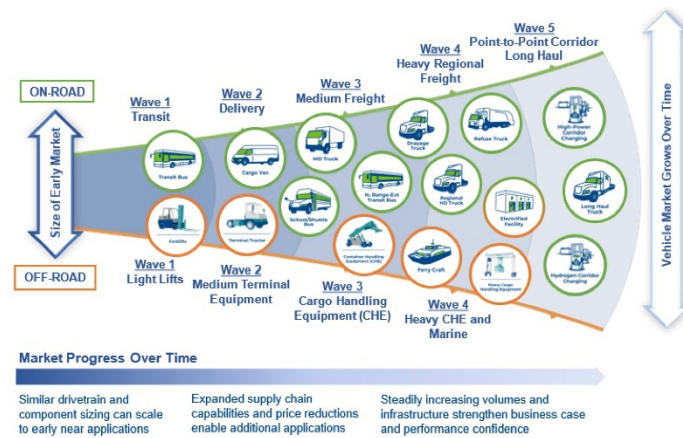 Wave 5
Point-to-Point Corridor
Long Haul
Wave 4
Heavy Regional
Freight
Wave 3
Medium Freight
Wave 2
Delivery
Wave 1
Transit
ON-ROAD
Size of Early Market
OFF-ROAD
Vehicle Market Grows Over Time
Transit Bus
Cargo Van
MD Truck
Drayage
Truck
Refuse Truck
High-Power
Corridor
Charging
School/Shuttle
Bus
H₂ Range-Ext
Transit Bus
Regional
HD Truck
Electrified
Facility
Long Haul
Truck
Forklifts
Terminal Tractor
Container Handling
Equipment (CHE)
Ferry Craft
Heavy Cargo
Handling Equipment
Hydrogen Corridor
Charging
Wave 1
Light Lifts
Wave 2
Medium Terminal
Equipment
Wave 3
Cargo Handling
Equipment (CHE)
Wave 4
Heavy CHE and
Marine
Market Progress Over Time
Similar drivetrain and
component sizing can scale
to early near applications
Expanded supply chain
capabilities and price reductions
enable additional applications
Steadily increasing volumes and
infrastructure strengthen business case
and performance confidence